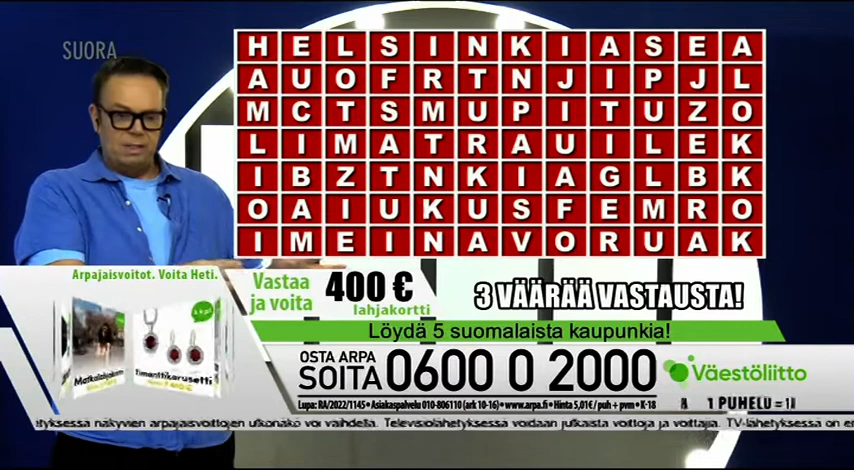 SUORA
H E L S I N K I A S E A
A U O F R T N J I P J L
M C T S M U P I T U Z O
L I M A T R A U I L E K
I B Z T N K I A G L B K
O A I U K U S F E M R O
I M E I N A V O R U A K
Arpajaisvoitot. Voita Heti.
Vastaa ja voita
400 €
lahjakortti
3 VÄÄRÄÄ VASTAUSTA!
Löydä 5 suomalaista kaupunkia!
OSTA ARPA
SOITA 0600 0 2000
Väestöliitto
Timanttikorusetti
Lupa: RA/2022/1145 • Asiakaspalvelu 010-806110 (ark 10-16) • www.arpa.fi • Hinta 5,01€ / puh + pvm • K-18
1 PUHELU = 1
etyksessä näkyvien arpajaisvoittojen ulkonäkö voi vaihdella. Televisiolähetyksessä voidaan julkaista voittoja ja voittajia. TV-lähetyksessä on